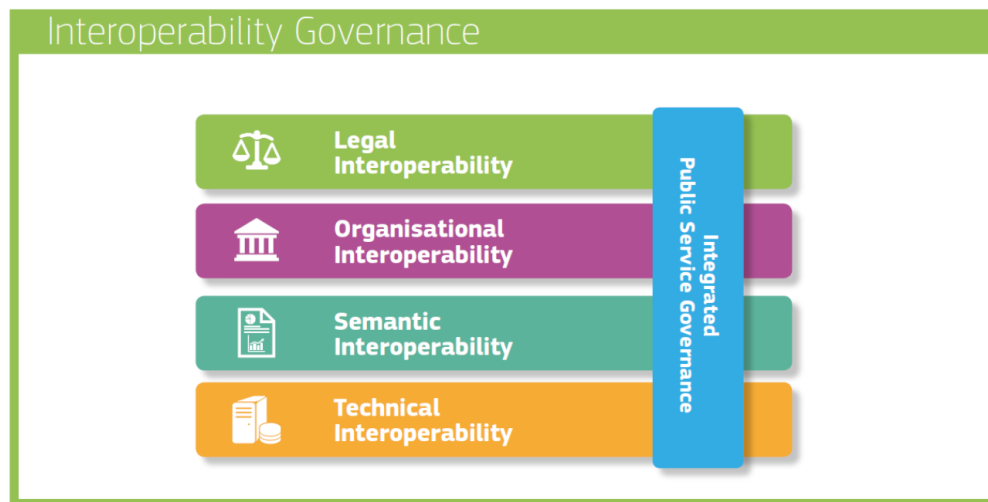 Interoperability Governance
Legal
Interoperability
Organisational
Interoperability
Semantic
Interoperability
Technical
Interoperability
Integrated
Public Service Governance